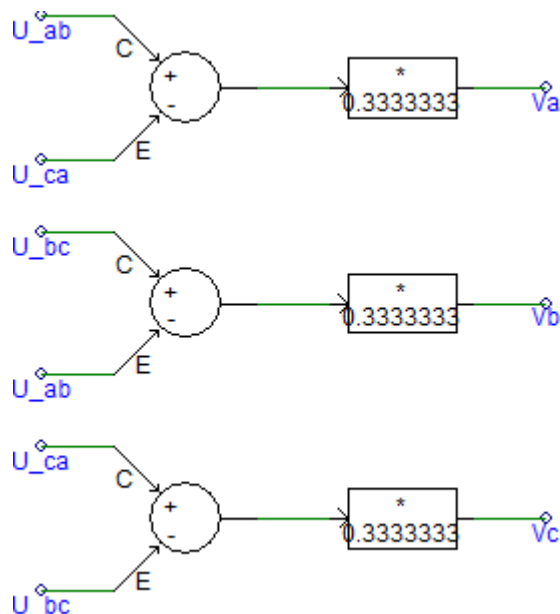 U_ab
C
+
-
*
0.3333333
Va
E
U_ca
U_bc
C
+
-
*
0.3333333
Vb
E
U_ab
U_ca
C
+
-
*
0.3333333
Vc
E
U_bc